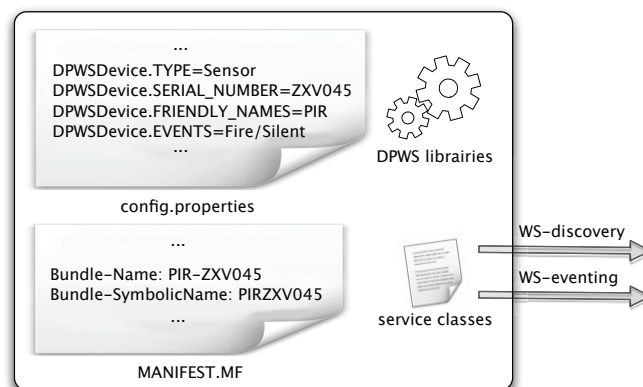 ...
DPWSDevice.TYPE=Sensor
DPWSDevice.SERIAL_NUMBER=ZXV045
DPWSDevice.FRIENDLY_NAMES=PIR
DPWSDevice.EVENTS=Fire/Silent
...
config.properties
DPWS librairies
...
Bundle-Name: PIR-ZXV045
Bundle-SymbolicName: PIRZXV045
...
MANIFEST.MF
service classes
WS-discovery
WS-eventing